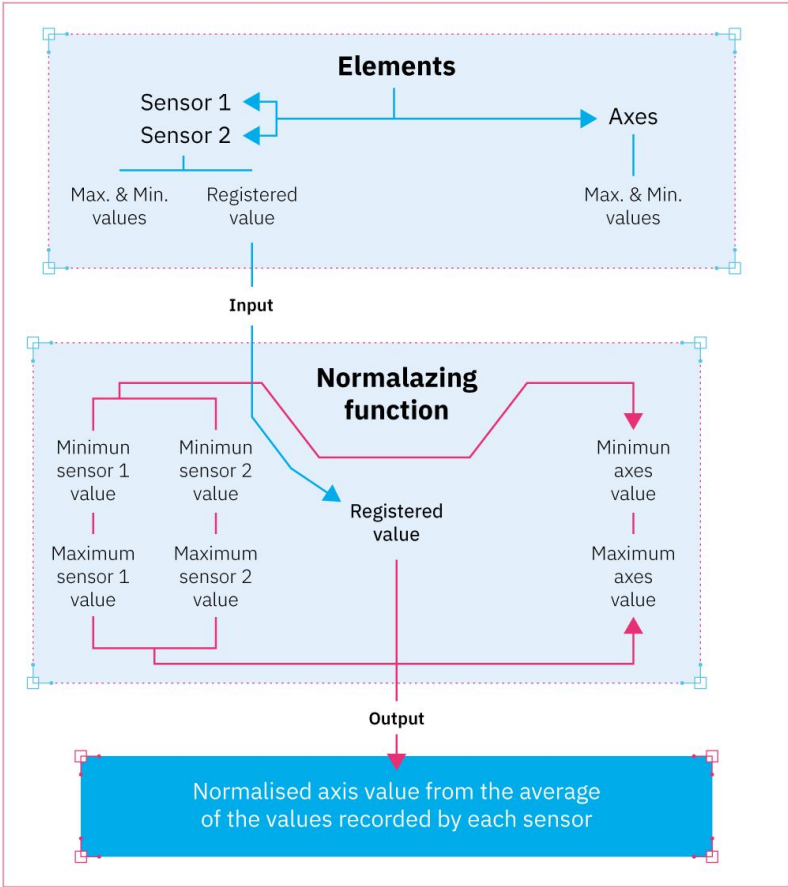 Elements
Sensor 1
Sensor 2
Axes
Max. & Min.
values
Registered
value
Max. & Min.
values
Input
Normalazing
function
Minimun
sensor 1
value
Minimun
sensor 2
value
Minimun
axes
value
Registered
value
Maximum
sensor 1
value
Maximum
sensor 2
value
Maximum
axes
value
Output
Normalised axis value from the average
of the values recorded by each sensor